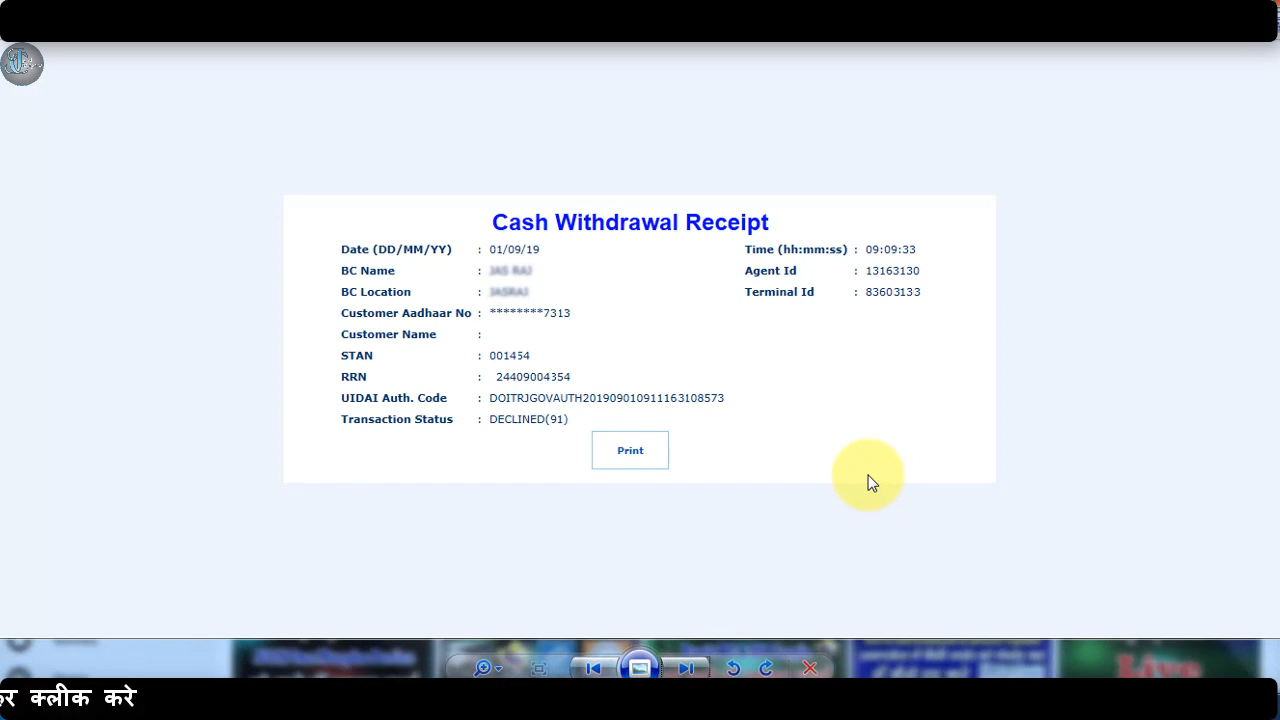 Cash Withdrawal Receipt
Date (DD/MM/YY) : 01/09/19 Time (hh:mm:ss) : 09:09:33
BC Name : Agent Id : 13163130
BC Location : Terminal Id : 83603133
Customer Aadhaar No : ********7313
Customer Name :
STAN : 001454
RRN : 24409004354
UIDAI Auth. Code : DOITRJGOVAUTH201909010911163108573
Transaction Status : DECLINED(91)
Print
Live
क्लीक करे